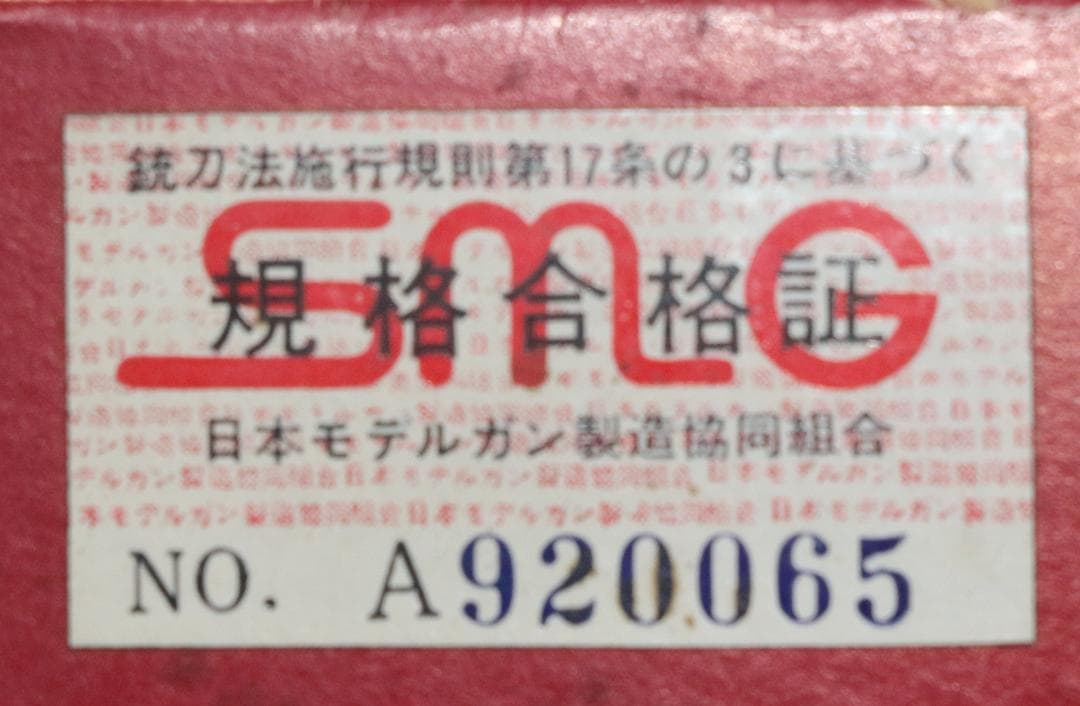 銃刀法施行規則第17条の3に基づく
SMG
規格合格証
日本モデルガン製造協同組合
NO. A920065